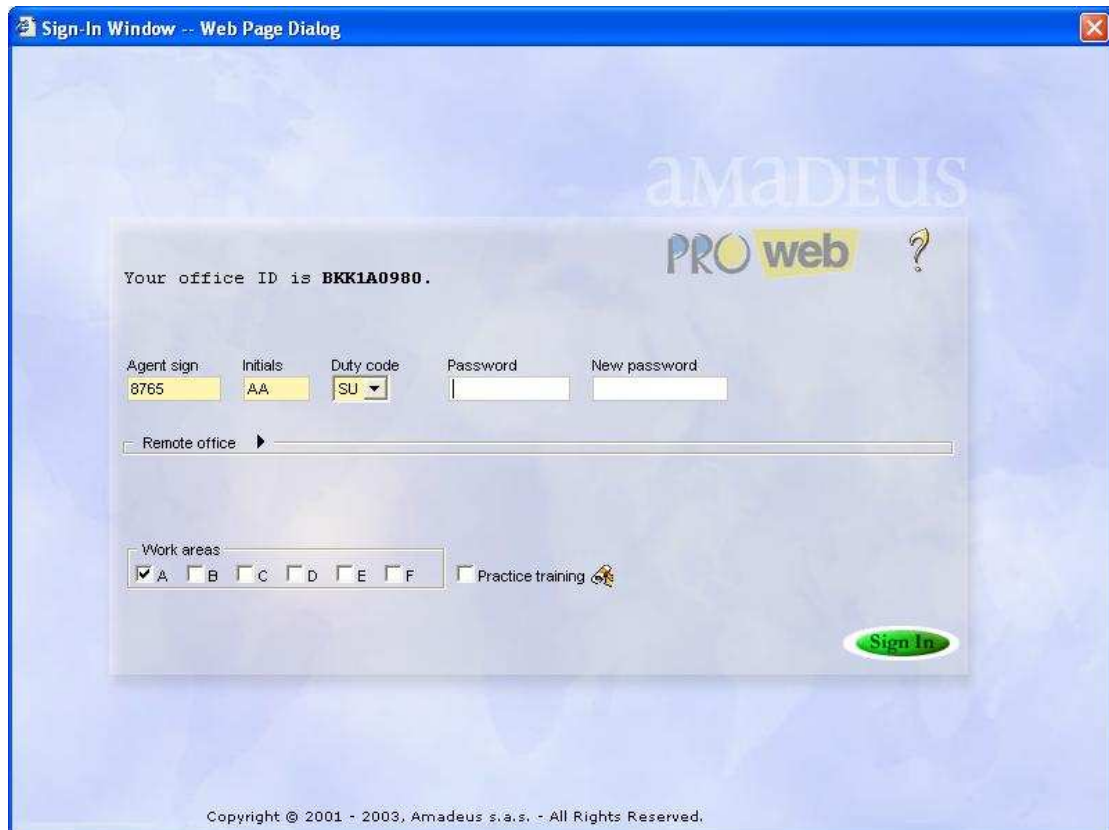 Sign-In Window -- Web Page Dialog
aMaDEUS
PRO web ?
Your office ID is BKK1A0980.
Agent sign Initials Duty code Password New password
8765 AA SU
Remote office
Work areas
A B C D E F Practice training
Sign In
Copyright © 2001 - 2003, Amadeus s.a.s. - All Rights Reserved.